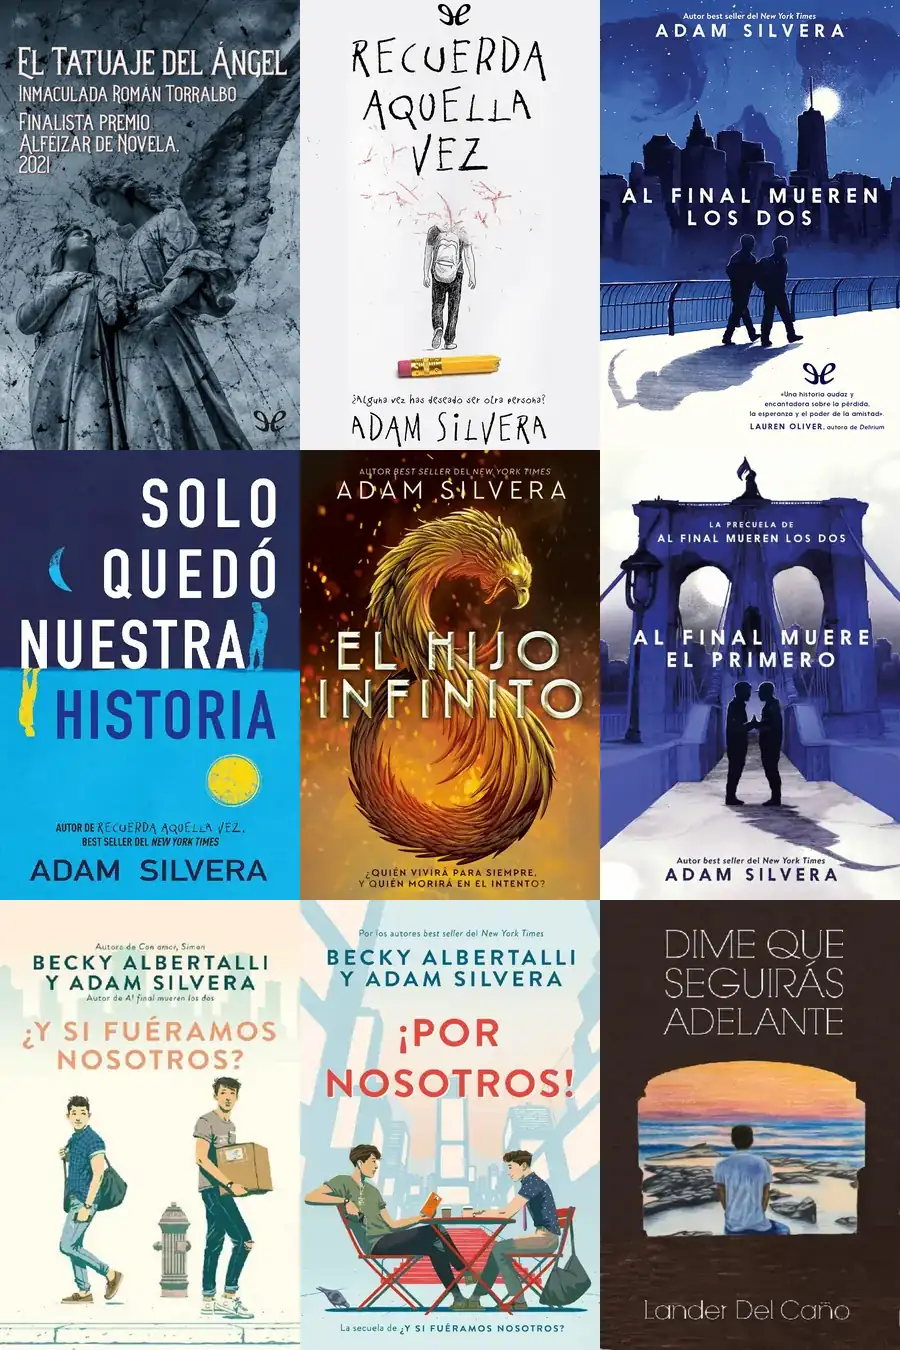 El Tatuaje del Ángel
Inmaculada Román Torralbo
Finalista premio
Alféizar de Novela.
2021
RECUERDA
AQUELLA
VEZ
¿Alguna vez has deseado ser otra persona?
ADAM SILVERA
Autor best seller del New York Times
ADAM SILVERA
AL FINAL MUEREN
LOS DOS
«Una historia audaz y
encantadora sobre la pérdida,
la esperanza y el poder de la amistad».
LAUREN OLIVER, autora de Delirium
SOLO
QUEDÓ
NUESTRA
HISTORIA
AUTOR DE RECUERDA AQUELLA VEZ,
BEST SELLER DEL NEW YORK TIMES
ADAM SILVERA
AUTOR BEST SELLER DEL NEW YORK TIMES
ADAM SILVERA
EL HIJO
INFINITO
¿QUIÉN VIVIRÁ PARA SIEMPRE,
Y QUIÉN MORIRÁ EN EL INTENTO?
LA PRECUELA DE
AL FINAL MUEREN LOS DOS
AL FINAL MUERE
EL PRIMERO
Autor best seller del New York Times
ADAM SILVERA
Autora de Con amor, Simon
BECKY ALBERTALLI
Y ADAM SILVERA
Autor de Al final mueren los dos
¿Y SI FUÉRAMOS
NOSOTROS?
Por los autores best seller del New York Times
BECKY ALBERTALLI
Y ADAM SILVERA
¡POR
NOSOTROS!
La secuela de ¿Y SI FUÉRAMOS NOSOTROS?
DIME QUE
SEGUIRÁS
ADELANTE
Lander Del Caño